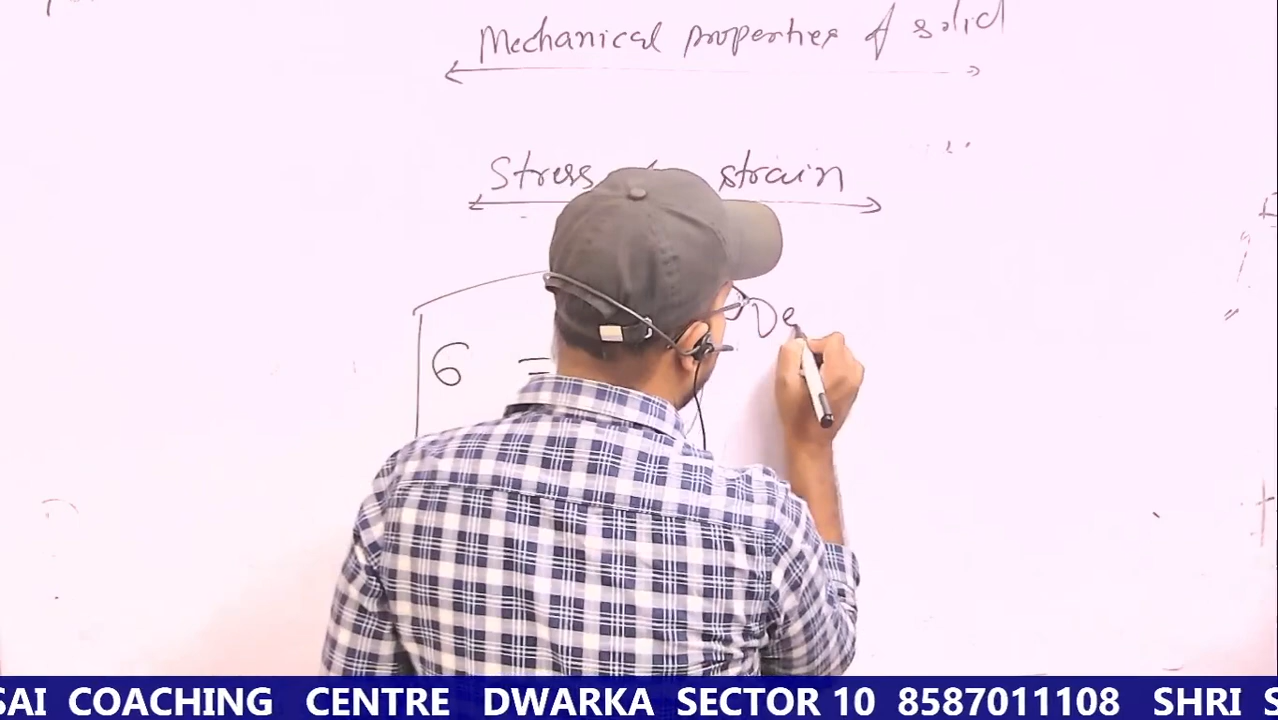 Mechanical properties of solid
Stress strain
6 =
De
SAI COACHING CENTRE DWARKA SECTOR 10 8587011108 SHRI S